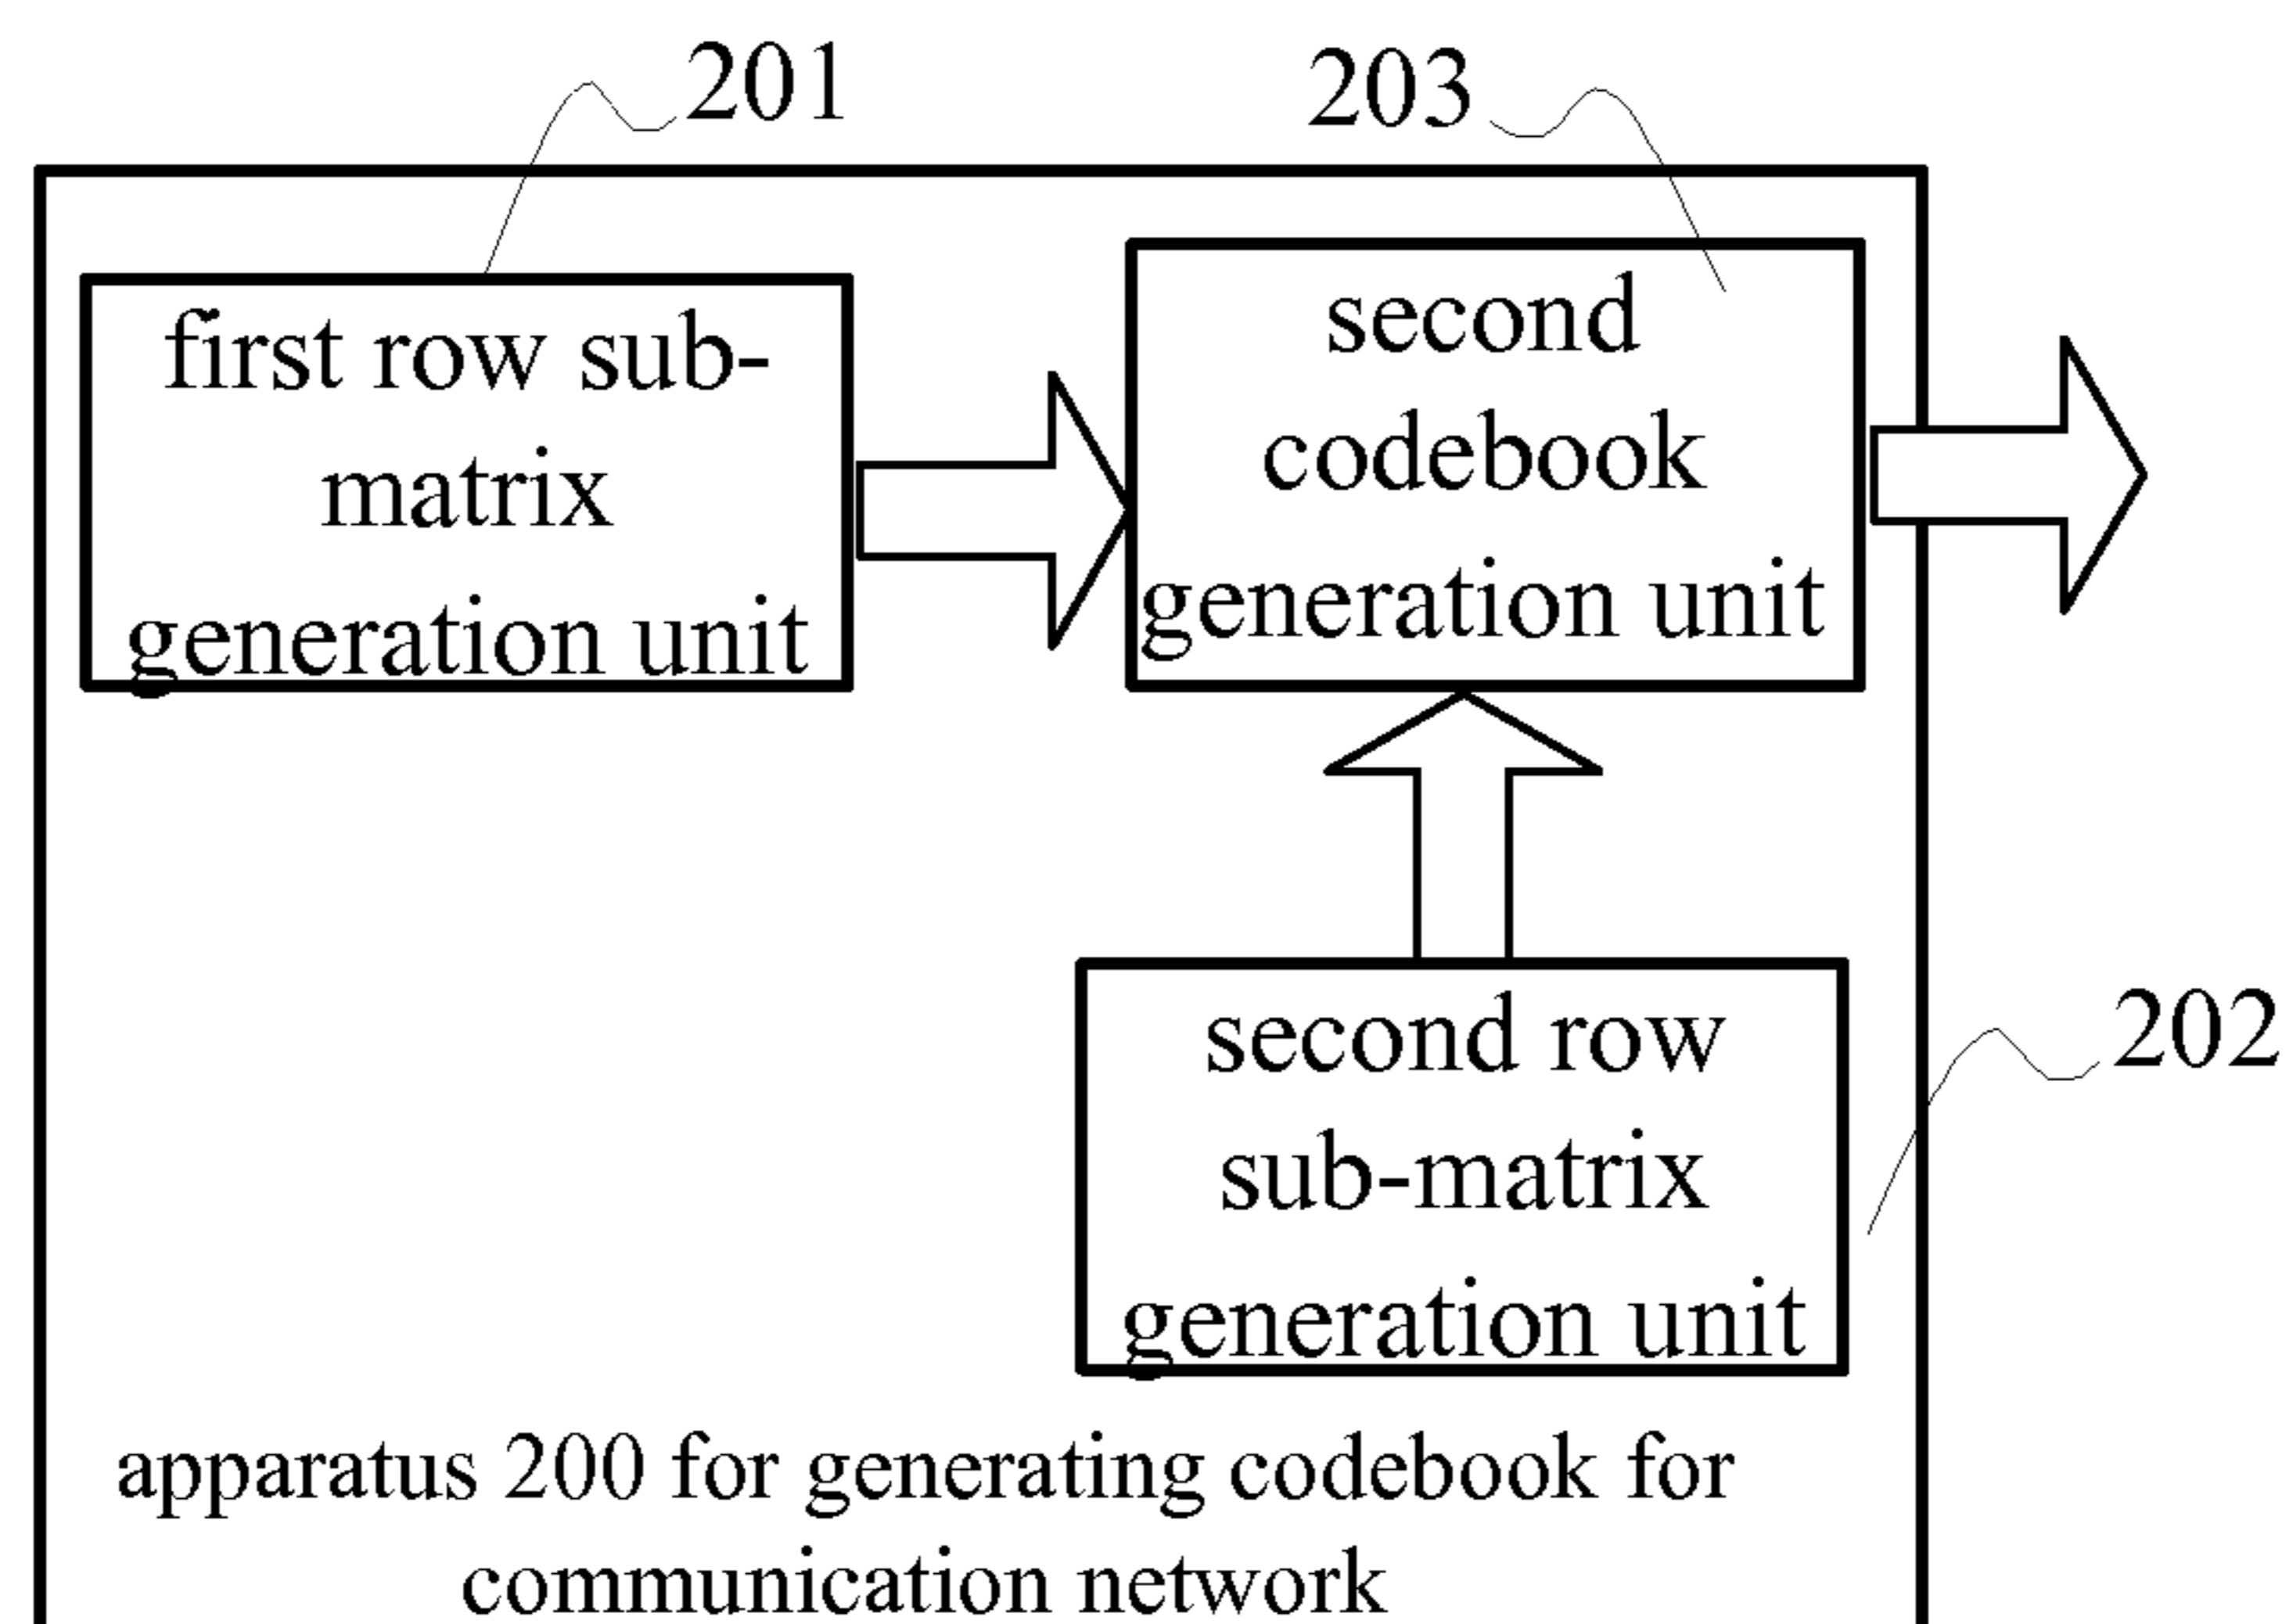 201
203
first row sub-
matrix
generation unit
second
codebook
generation unit
second row
sub-matrix
generation unit
202
apparatus 200 for generating codebook for
communication network